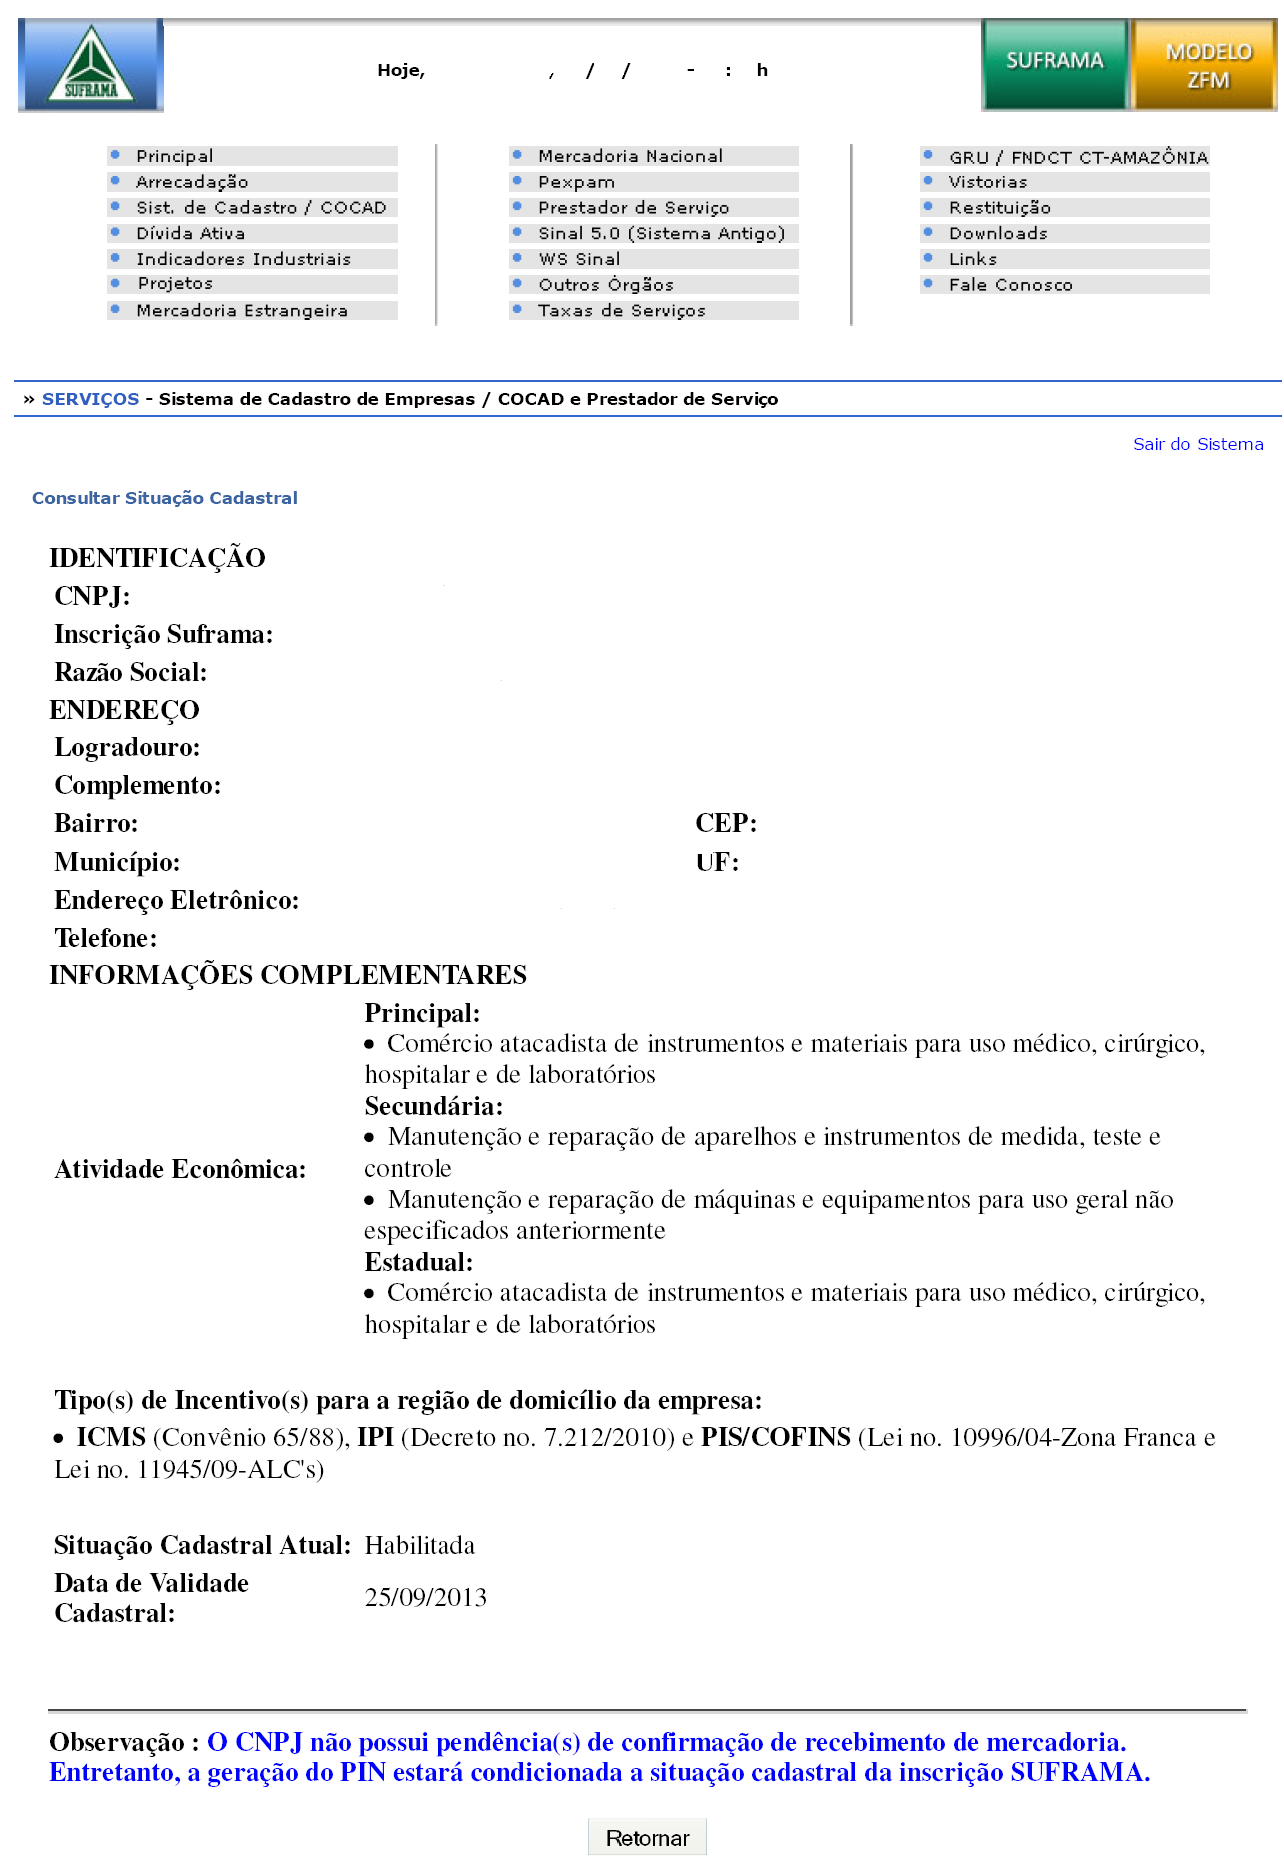 SUFRAMA
Hoje, , / / - : h
SUFRAMA
MODELO
ZFM
Principal
Arrecadação
Sist. de Cadastro / COCAD
Dívida Ativa
Indicadores Industriais
Projetos
Mercadoria Estrangeira
Mercadoria Nacional
Pexpam
Prestador de Serviço
Sinal 5.0 (Sistema Antigo)
WS Sinal
Outros Órgãos
Taxas de Serviços
GRU / FNDCT CT-AMAZÔNIA
Vistorias
Restituição
Downloads
Links
Fale Conosco
» SERVIÇOS - Sistema de Cadastro de Empresas / COCAD e Prestador de Serviço
Sair do Sistema
Consultar Situação Cadastral
IDENTIFICAÇÃO
CNPJ:
Inscrição Suframa:
Razão Social:
ENDEREÇO
Logradouro:
Complemento:
Bairro: CEP:
Município: UF:
Endereço Eletrônico:
Telefone:
INFORMAÇÕES COMPLEMENTARES
Atividade Econômica:
Principal:
• Comércio atacadista de instrumentos e materiais para uso médico, cirúrgico,
hospitalar e de laboratórios
Secundária:
• Manutenção e reparação de aparelhos e instrumentos de medida, teste e
controle
• Manutenção e reparação de máquinas e equipamentos para uso geral não
especificados anteriormente
Estadual:
• Comércio atacadista de instrumentos e materiais para uso médico, cirúrgico,
hospitalar e de laboratórios
Tipo(s) de Incentivo(s) para a região de domicílio da empresa:
• ICMS (Convênio 65/88), IPI (Decreto no. 7.212/2010) e PIS/COFINS (Lei no. 10996/04-Zona Franca e
Lei no. 11945/09-ALC's)
Situação Cadastral Atual: Habilitada
Data de Validade
Cadastral: 25/09/2013
Observação : O CNPJ não possui pendência(s) de confirmação de recebimento de mercadoria.
Entretanto, a geração do PIN estará condicionada a situação cadastral da inscrição SUFRAMA.
Retornar